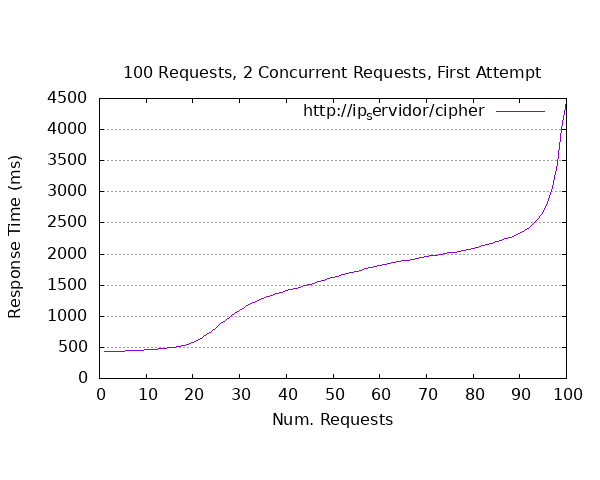 100 Requests, 2 Concurrent Requests, First Attempt
http://ipservidor/cipher
4500
4000
3500
3000
2500
2000
1500
1000
500
0
Response Time (ms)
0 10 20 30 40 50 60 70 80 90 100
Num. Requests